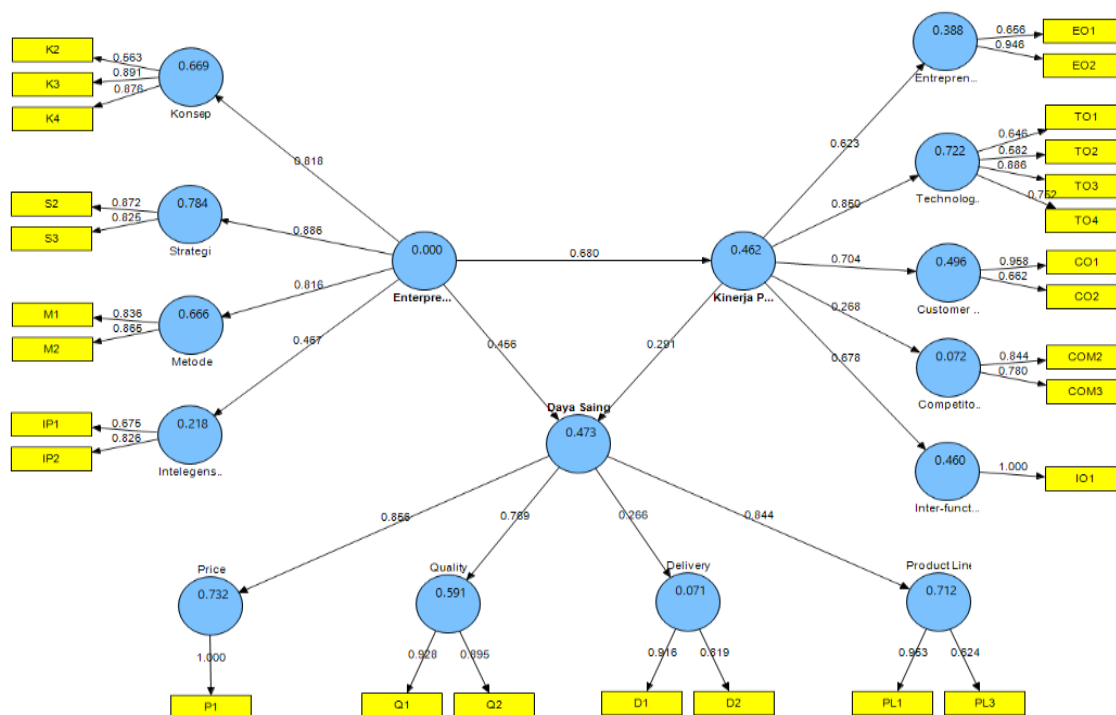 K2
K3
K4
0.563
0.891
0.876
0.669
Konsep
0.818
S2
S3
0.872
0.825
0.784
Strategi
0.886
M1
M2
0.836
0.865
0.666
Metode
0.816
IP1
IP2
0.675
0.826
0.218
Intelegens..
0.467
0.000
Enterpre...
0.680
0.462
Kinerja P...
0.456
0.291
Daya Saing
0.473
0.623
0.388
Entrepren..
0.656
0.946
EO1
EO2
0.850
0.722
Technolog..
0.646
0.582
0.886
0.752
TO1
TO2
TO3
TO4
0.704
0.496
Customer ..
0.958
0.662
CO1
CO2
0.268
0.072
Competito..
0.844
0.780
COM2
COM3
0.678
0.460
Inter-funct..
1.000
IO1
0.856
0.769
0.266
0.844
Price
0.732
1.000
P1
Quality
0.591
0.928
0.895
Q1
Q2
Delivery
0.071
0.916
0.819
D1
D2
Product Line
0.712
0.953
0.624
PL1
PL3